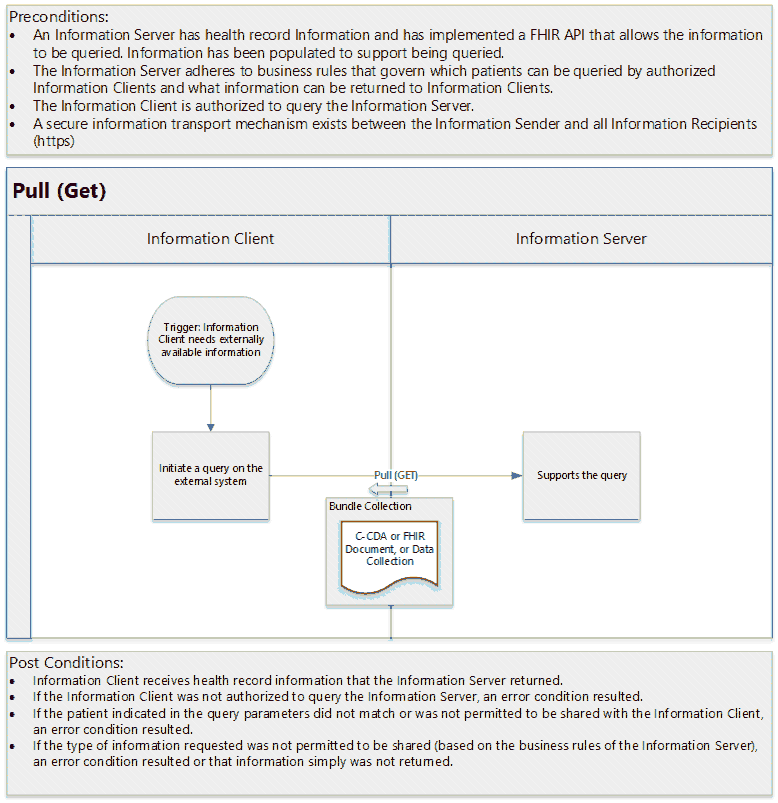 Preconditions:
• An Information Server has health record Information and has implemented a FHIR API that allows the information
to be queried. Information has been populated to support being queried.
• The Information Server adheres to business rules that govern which patients can be queried by authorized
Information Clients and what information can be returned to Information Clients.
• The Information Client is authorized to query the Information Server.
• A secure information transport mechanism exists between the Information Sender and all Information Recipients
(https)
Pull (Get)
Information Client
Information Server
Trigger: Information
Client needs externally
available information
Initiate a query on the
external system
Pull (GET)
Supports the query
Bundle Collection
C-CDA or FHIR
Document, or Data
Collection
Post Conditions:
• Information Client receives health record information that the Information Server returned.
• If the Information Client was not authorized to query the Information Server, an error condition resulted.
• If the patient indicated in the query parameters did not match or was not permitted to be shared with the Information Client,
an error condition resulted.
• If the type of information requested was not permitted to be shared (based on the business rules of the Information Server),
an error condition resulted or that information simply was not returned.